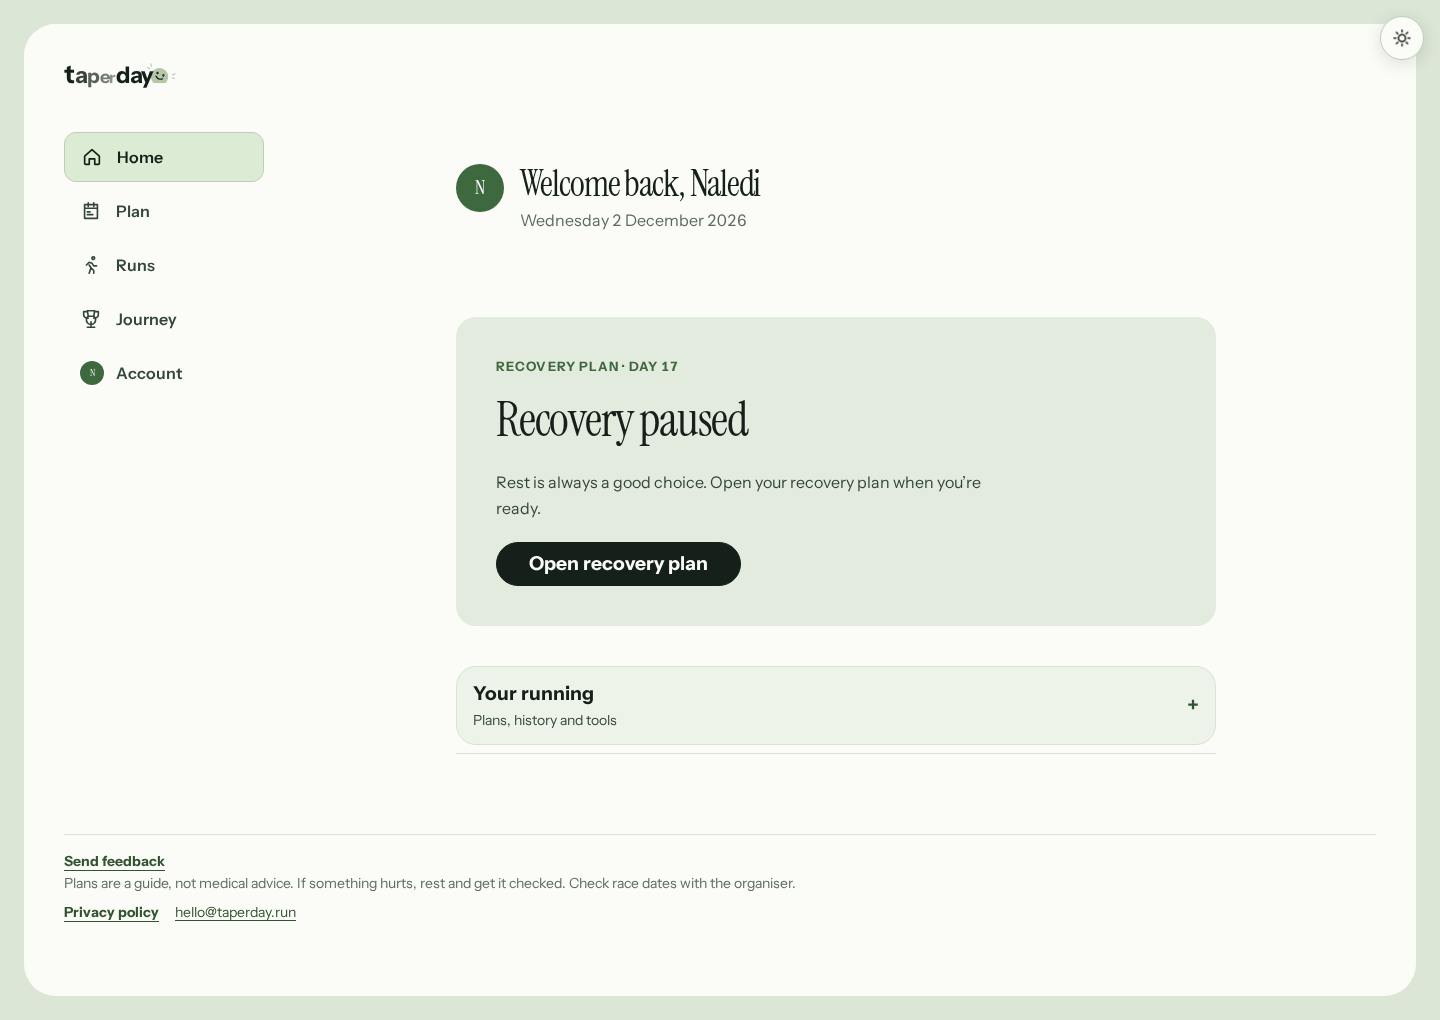 taperday
Home
Plan
Runs
Journey
N
Account
N
Welcome back, Naledi
Wednesday 2 December 2026
RECOVERY PLAN · DAY 17
Recovery paused
Rest is always a good choice. Open your recovery plan when you’re
ready.
Open recovery plan
Your running
Plans, history and tools
+
Send feedback
Plans are a guide, not medical advice. If something hurts, rest and get it checked. Check race dates with the organiser.
Privacy policy hello@taperday.run